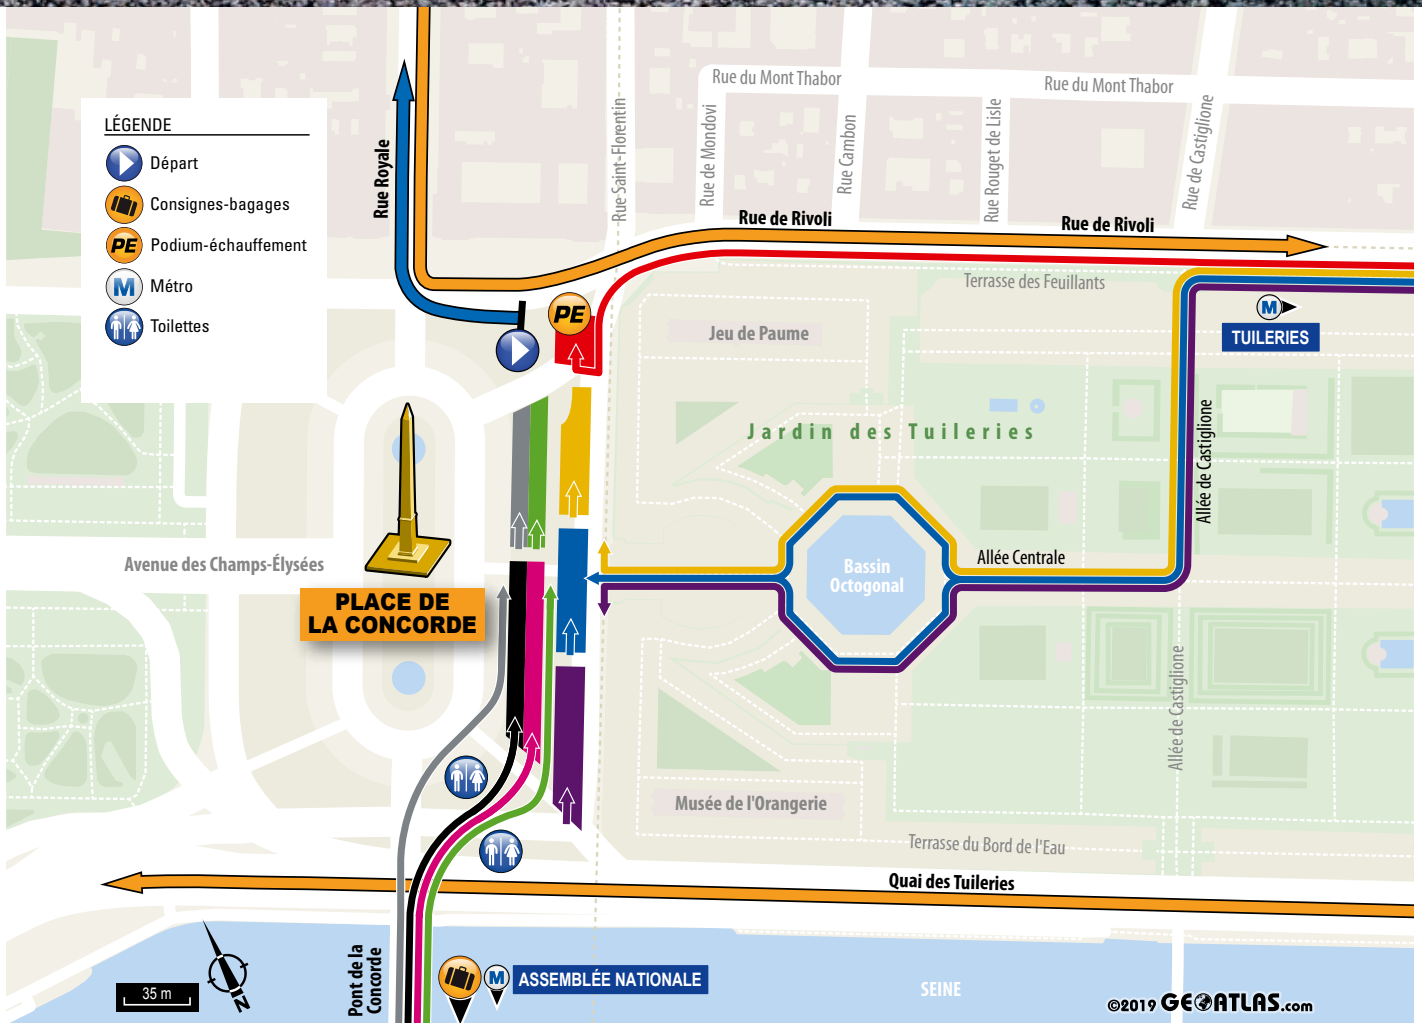 Rue du Mont Thabor
Rue du Mont Thabor
LÉGENDE
Départ
Consignes-bagages
PE
Podium-échauffement
M
Métro
Toilettes
Rue Royale
Rue Saint-Florentin
Rue de Mondovi
Rue Cambon
Rue Rouget de Lisle
Rue de Castiglione
Rue de Rivoli
Rue de Rivoli
Terrasse des Feuillants
PE
M
TUILERIES
Jeu de Paume
Jardin des Tuileries
Allée de Castiglione
Avenue des Champs-Élysées
Allée Centrale
Bassin
Octogonal
PLACE DE
LA CONCORDE
Allée de Castiglione
Musée de l'Orangerie
Terrasse du Bord de l'Eau
Quai des Tuileries
Pont de la
Concorde
M
ASSEMBLÉE NATIONALE
SEINE
N
35 m
©2019 GEOATLAS.com